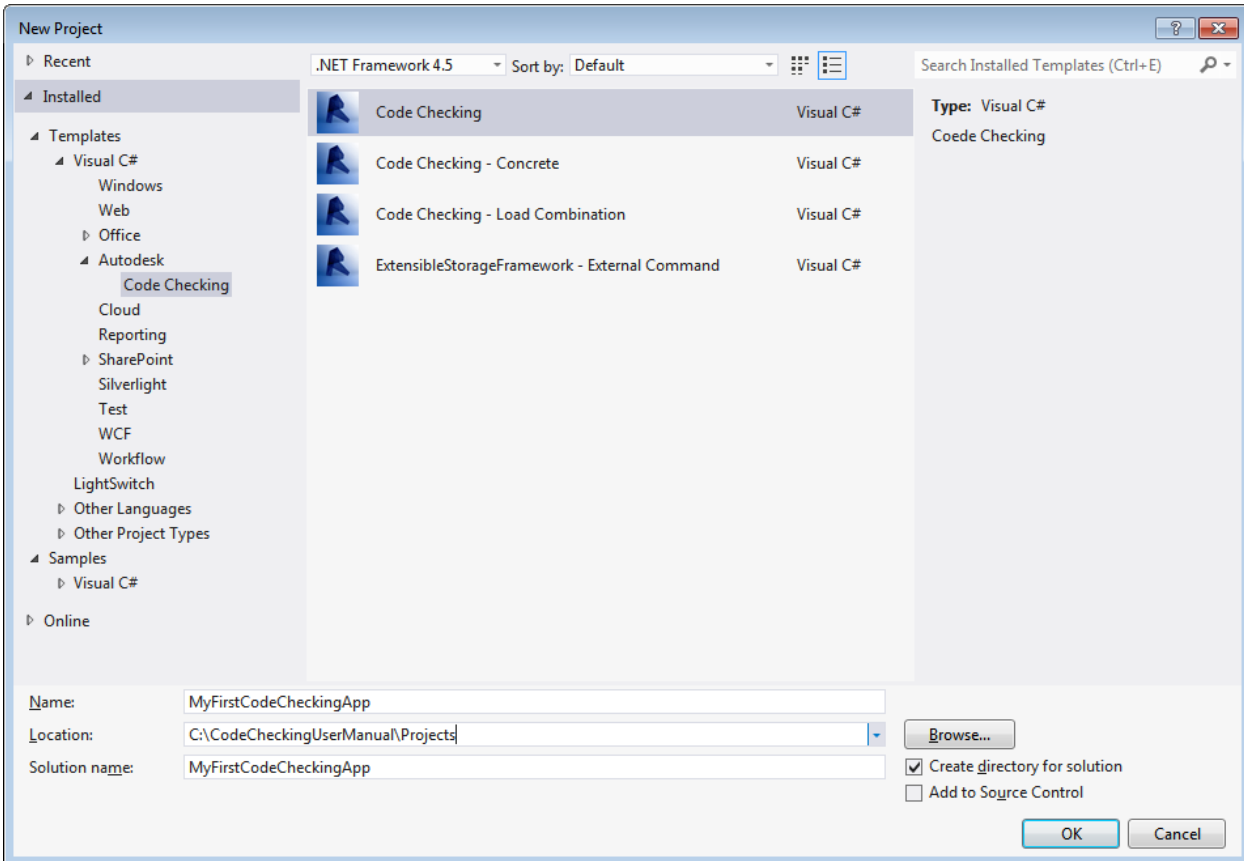 New Project
Recent
.NET Framework 4.5 Sort by: Default
Search Installed Templates (Ctrl+E)
Installed
Templates
Visual C#
Windows
Web
Office
Autodesk
Code Checking
Cloud
Reporting
SharePoint
Silverlight
Test
WCF
Workflow
LightSwitch
Other Languages
Other Project Types
Samples
Visual C#
Online
Code Checking Visual C#
Code Checking - Concrete Visual C#
Code Checking - Load Combination Visual C#
ExtensibleStorageFramework - External Command Visual C#
Type: Visual C#
Coede Checking
Name: MyFirstCodeCheckingApp
Location: C:\CodeCheckingUserManual\Projects Browse...
Solution name: MyFirstCodeCheckingApp
Create directory for solution
Add to Source Control
OK Cancel